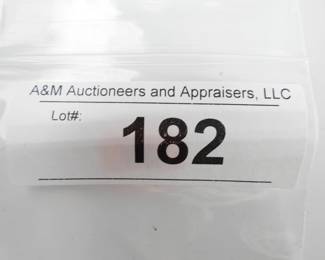 A&M Auctioneers and Appraisers, LLC
Lot#: 182